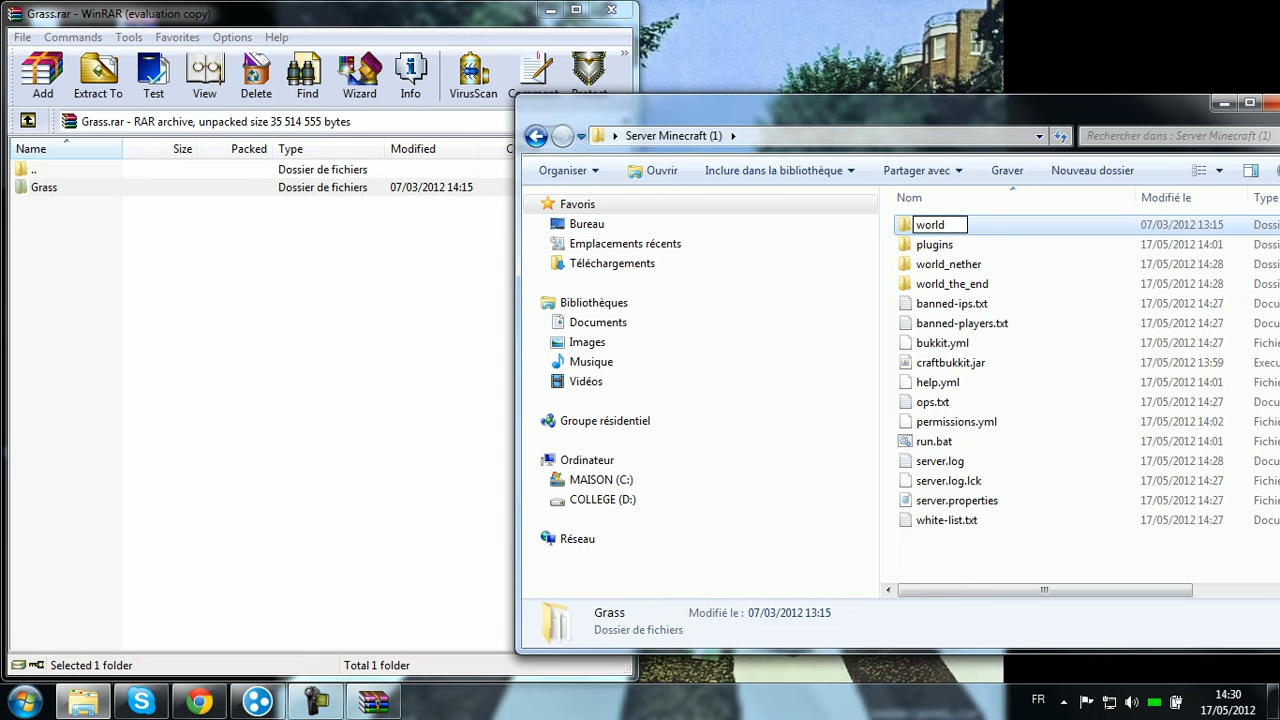 Grass.rar - WinRAR (evaluation copy)
File Commands Tools Favorites Options Help
Add Extract To Test View Delete Find Wizard Info VirusScan Comment Protect
Grass.rar - RAR archive, unpacked size 35 514 555 bytes
Name Size Packed Type Modified C
.. Dossier de fichiers
Grass Dossier de fichiers 07/03/2012 14:15
Selected 1 folder Total 1 folder
Server Minecraft (1)
Rechercher dans : Server Minecraft (1)
Organiser Ouvrir Inclure dans la bibliothèque Partager avec Graver Nouveau dossier
Favoris
Bureau
Emplacements récents
Téléchargements
Bibliothèques
Documents
Images
Musique
Vidéos
Groupe résidentiel
Ordinateur
MAISON (C:)
COLLEGE (D:)
Réseau
Nom Modifié le Type
world 07/03/2012 13:15 Dossi
plugins 17/05/2012 14:01 Dossi
world_nether 17/05/2012 14:28 Dossi
world_the_end 17/05/2012 14:28 Dossi
banned-ips.txt 17/05/2012 14:27 Docu
banned-players.txt 17/05/2012 14:27 Docu
bukkit.yml 17/05/2012 14:27 Fichie
craftbukkit.jar 17/05/2012 13:59 Execu
help.yml 17/05/2012 14:01 Fichie
ops.txt 17/05/2012 14:27 Docu
permissions.yml 17/05/2012 14:02 Fichie
run.bat 17/05/2012 14:01 Fichie
server.log 17/05/2012 14:28 Docu
server.log.lck 17/05/2012 14:27 Fichie
server.properties 17/05/2012 14:27 Fichie
white-list.txt 17/05/2012 14:27 Docu
Grass Modifié le : 07/03/2012 13:15
Dossier de fichiers
FR 14:30
17/05/2012